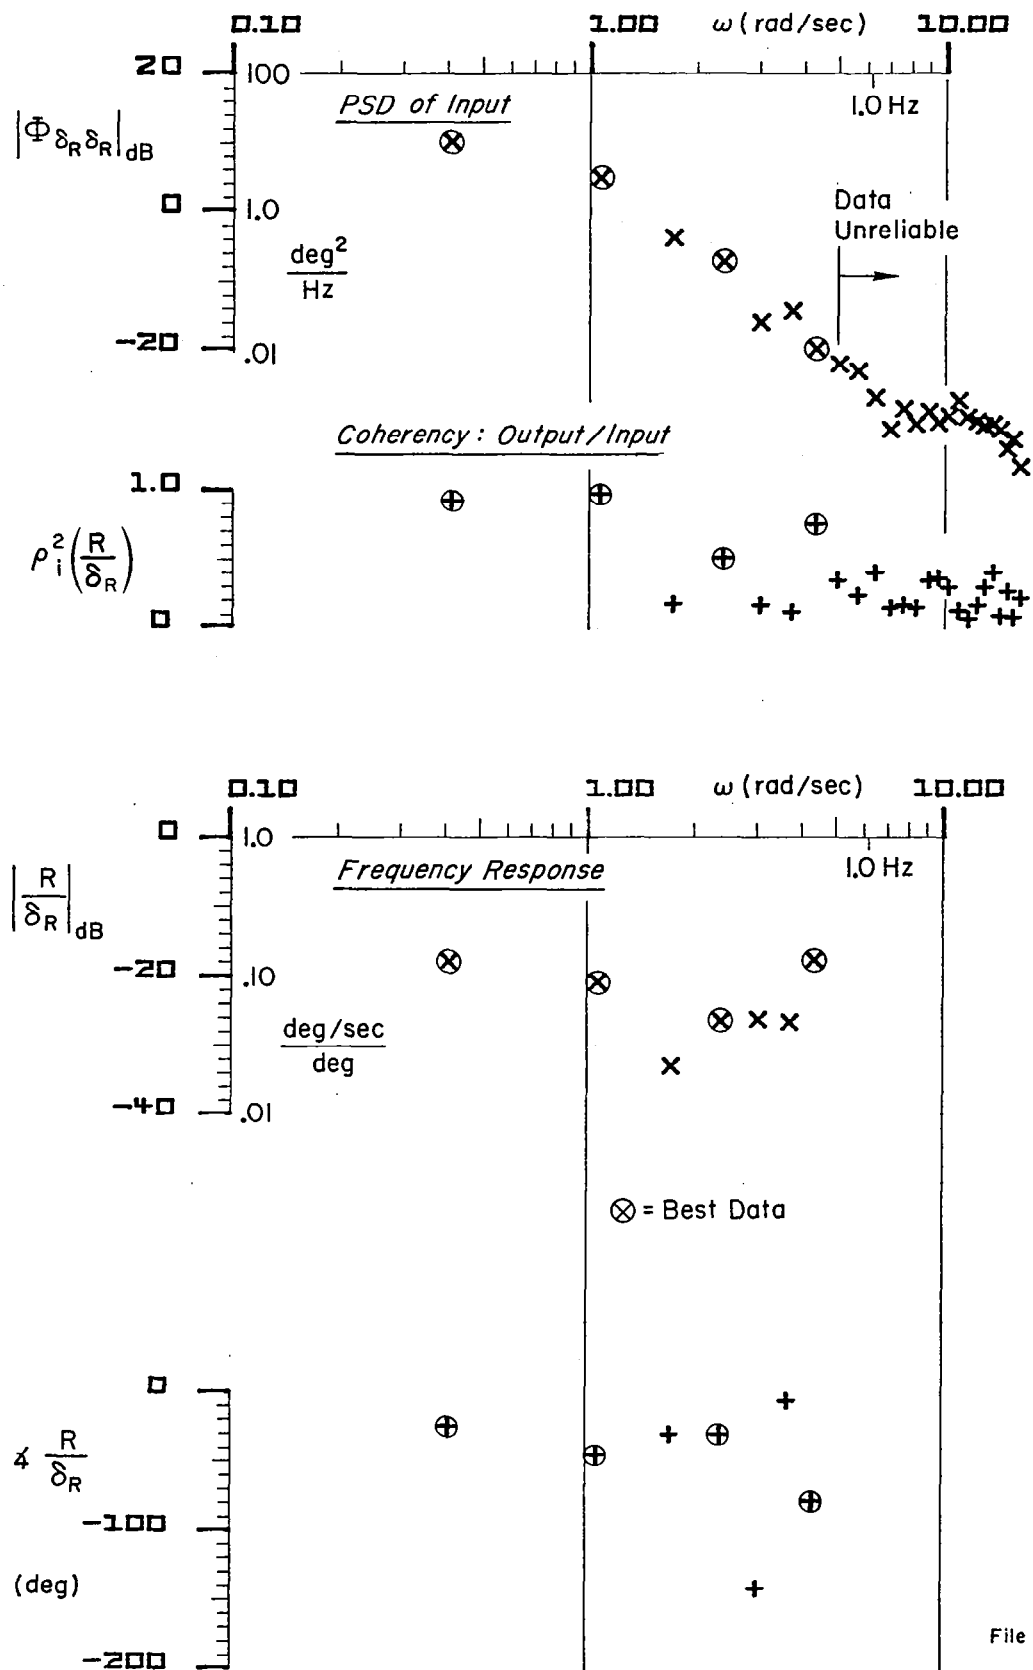 0.10 1.00 ω (rad/sec) 10.00
20 100
PSD of Input 1.0 Hz
|Φ δR δR| dB
0 1.0
Data
Unreliable
deg²
Hz
-20 .01
Coherency: Output/Input
1.0
ρ²i (R/δR)
0
0.10 1.00 ω (rad/sec) 10.00
0 1.0
Frequency Response 1.0 Hz
|R/δR| dB
-20 .10
deg/sec
deg
-40 .01
⊗ = Best Data
0
∡ R/δR
-100
(deg)
File
-200